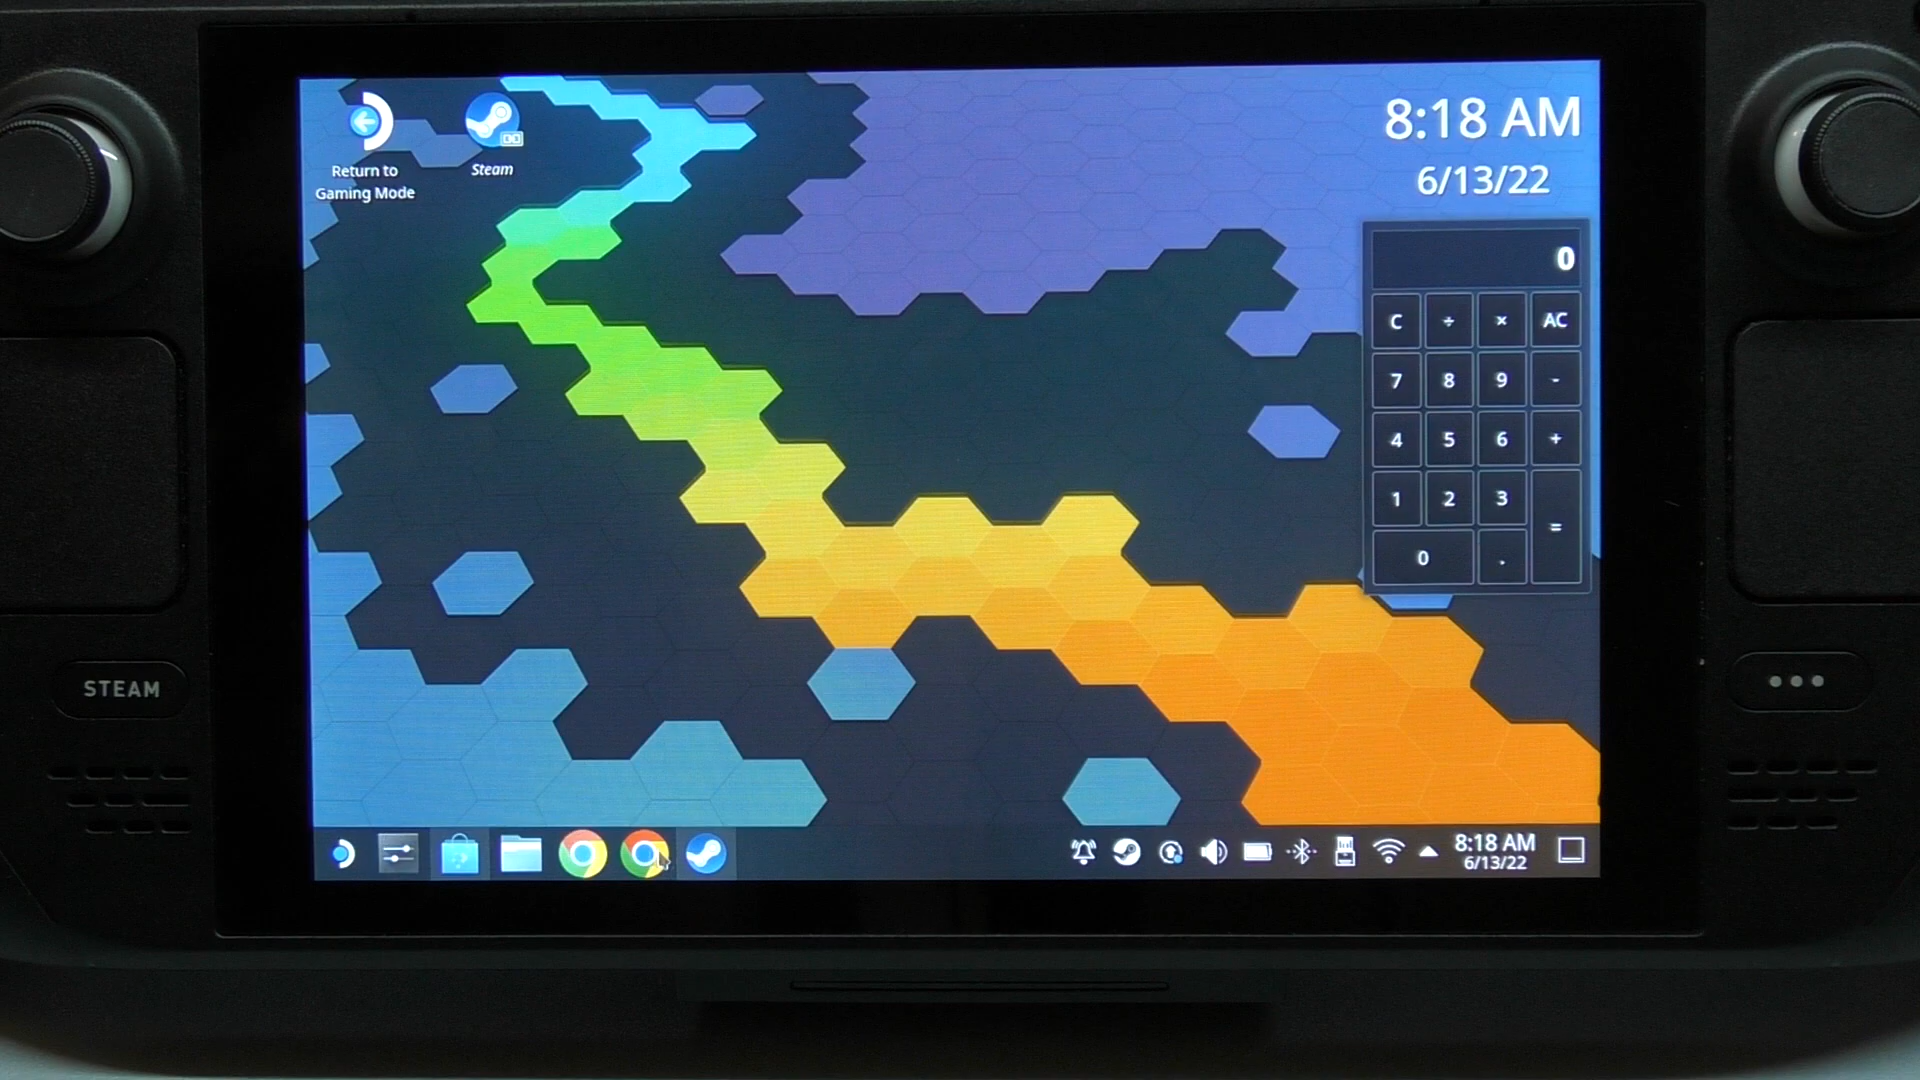 Return to
Gaming Mode
Steam
8:18 AM
6/13/22
0
C ÷ × AC
7 8 9 -
4 5 6 +
1 2 3 =
0 .
STEAM
8:18 AM
6/13/22